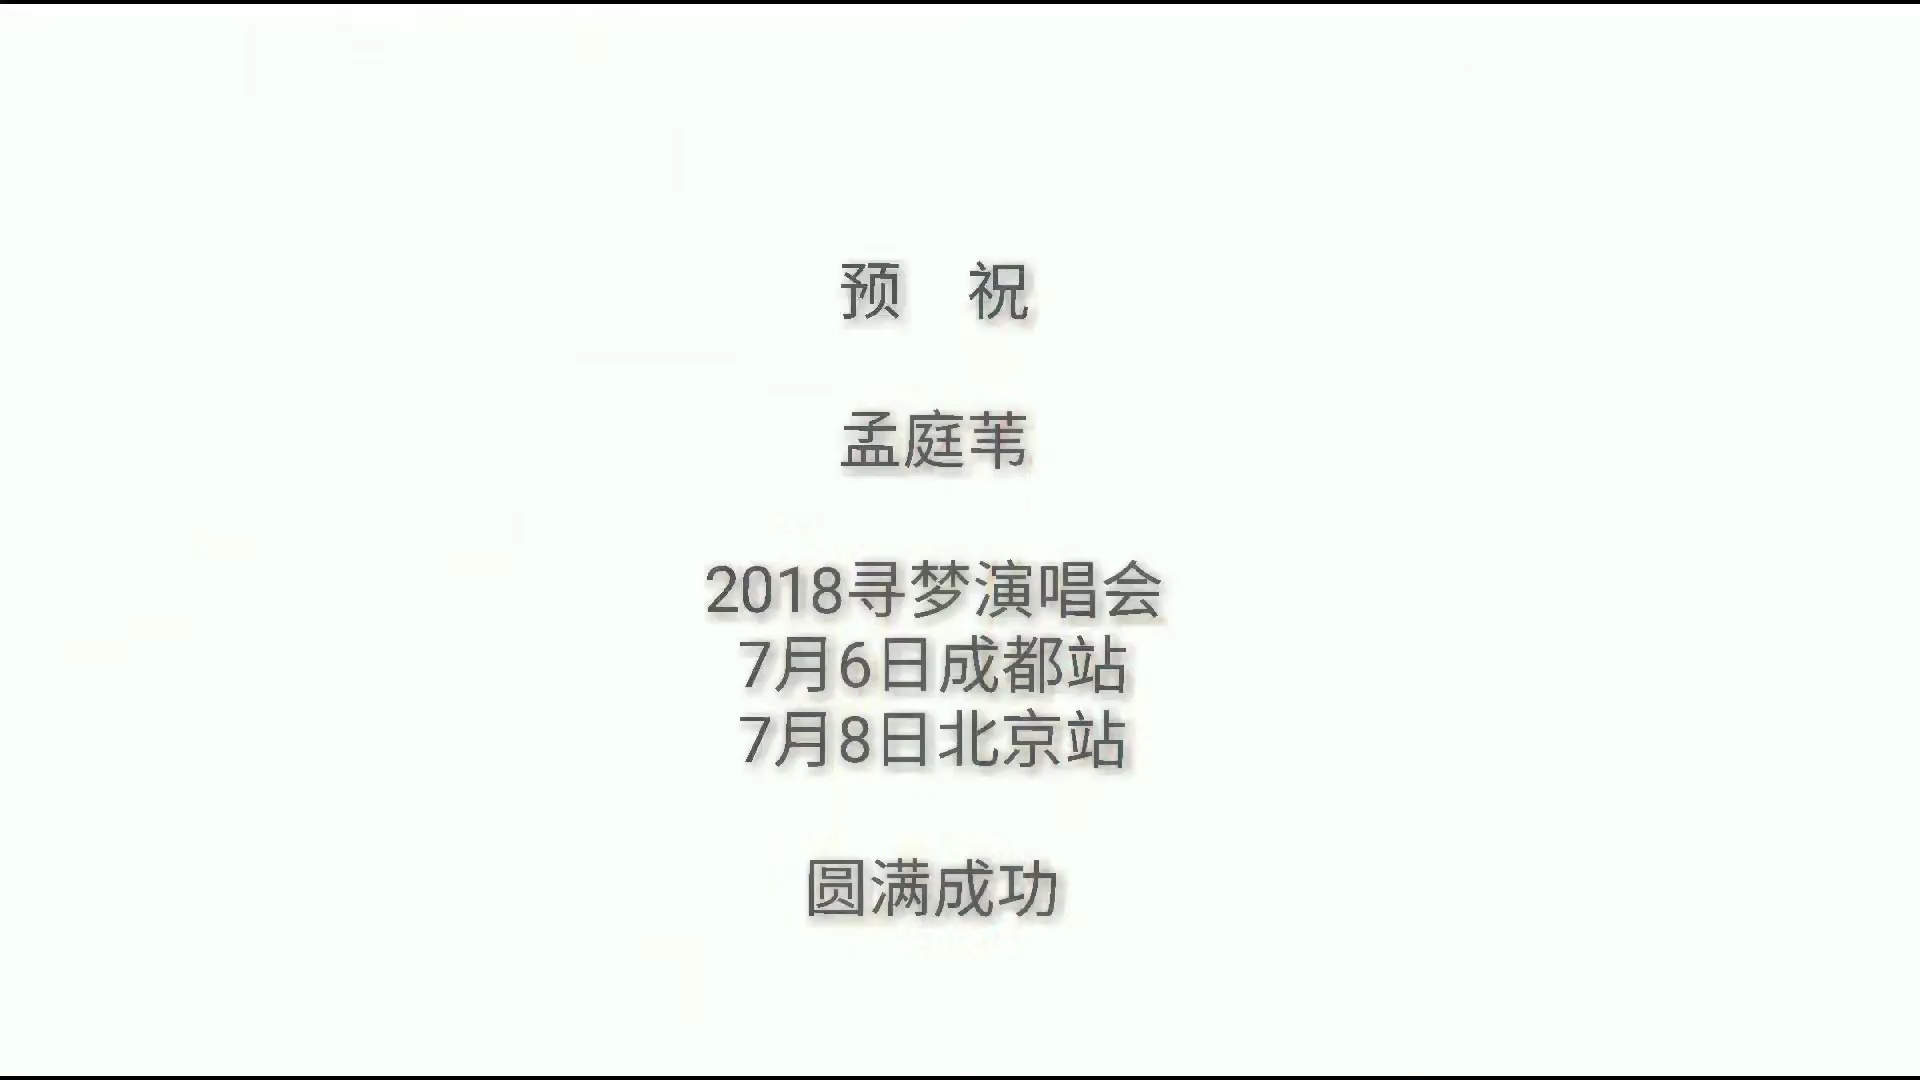 预　祝
孟庭苇
2018寻梦演唱会
7月6日成都站
7月8日北京站
圆满成功